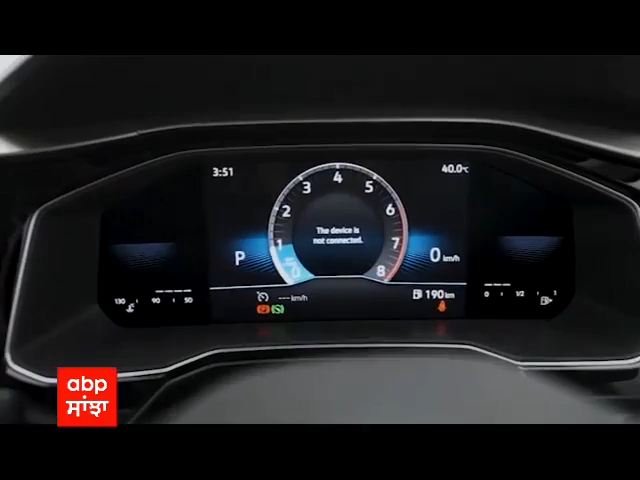 3:51
40.0°C
1 2 3 4 5 6 7 8
The device is
not connected.
P
0 km/h
130 90 50
--- km/h
190 km
0 1/2 1
abp
ਸਾਂਝਾ